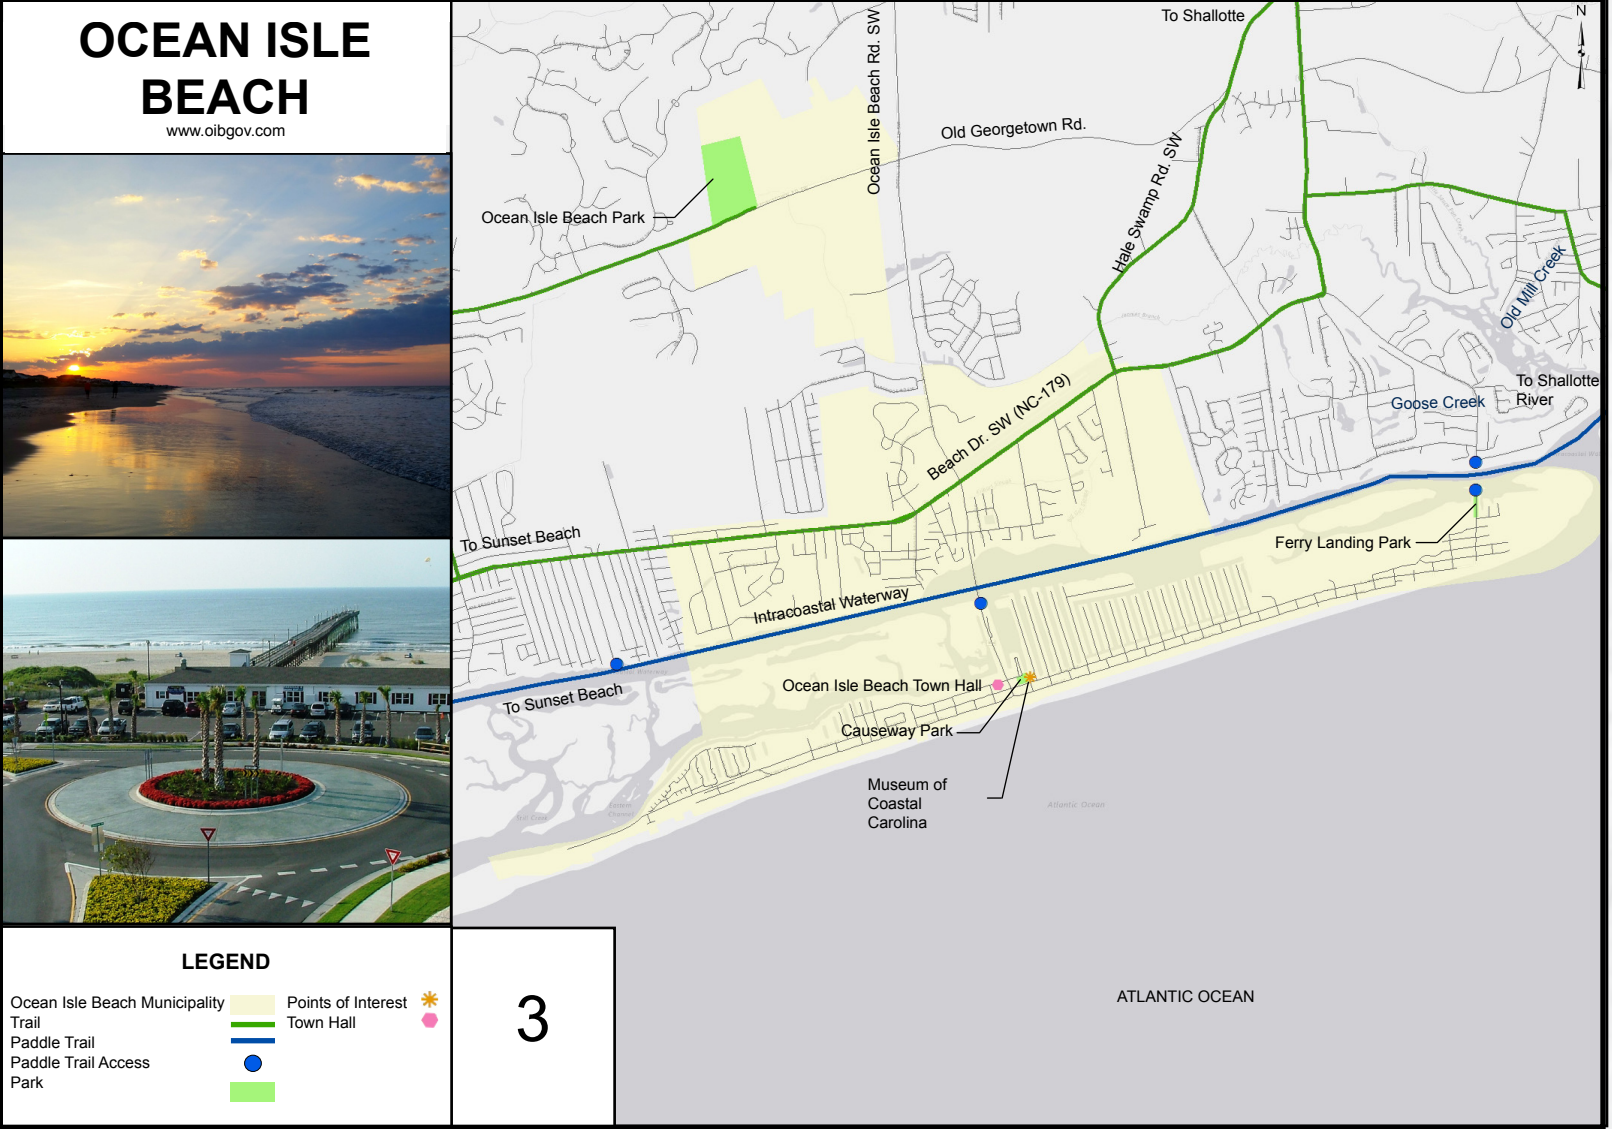 OCEAN ISLE
BEACH
www.oibgov.com
To Shallotte
N
Ocean Isle Beach Rd. SW
Old Georgetown Rd.
Hale Swamp Rd. SW
Ocean Isle Beach Park
Old Mill Creek
To Shallotte
River
Goose Creek
Beach Dr. SW (NC-179)
To Sunset Beach
Ferry Landing Park
Intracoastal Waterway
To Sunset Beach
Ocean Isle Beach Town Hall
Causeway Park
Museum of
Coastal
Carolina
Atlantic Ocean
Eastern
Channel
ATLANTIC OCEAN
LEGEND
Ocean Isle Beach Municipality
Trail
Paddle Trail
Paddle Trail Access
Park
Points of Interest
Town Hall
3